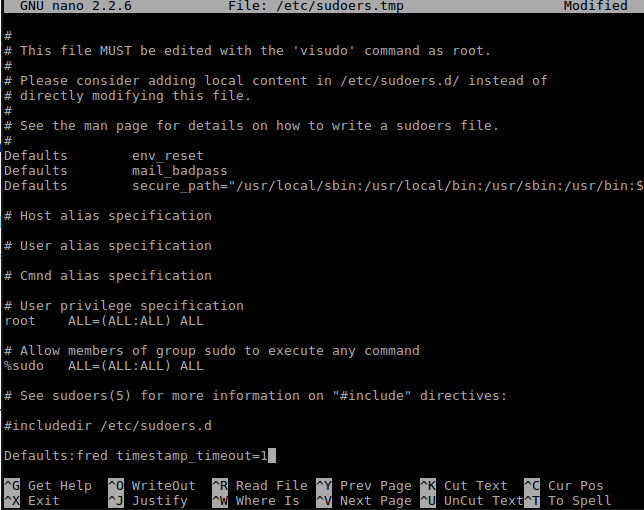 GNU nano 2.2.6 File: /etc/sudoers.tmp Modified
#
# This file MUST be edited with the 'visudo' command as root.
#
# Please consider adding local content in /etc/sudoers.d/ instead of
# directly modifying this file.
#
# See the man page for details on how to write a sudoers file.
#
Defaults env_reset
Defaults mail_badpass
Defaults secure_path="/usr/local/sbin:/usr/local/bin:/usr/sbin:/usr/bin:$
# Host alias specification
# User alias specification
# Cmnd alias specification
# User privilege specification
root ALL=(ALL:ALL) ALL
# Allow members of group sudo to execute any command
%sudo ALL=(ALL:ALL) ALL
# See sudoers(5) for more information on "#include" directives:
#includedir /etc/sudoers.d
Defaults:fred timestamp_timeout=1
^G Get Help ^O WriteOut ^R Read File ^Y Prev Page ^K Cut Text ^C Cur Pos
^X Exit ^J Justify ^W Where Is ^V Next Page ^U UnCut Text ^T To Spell